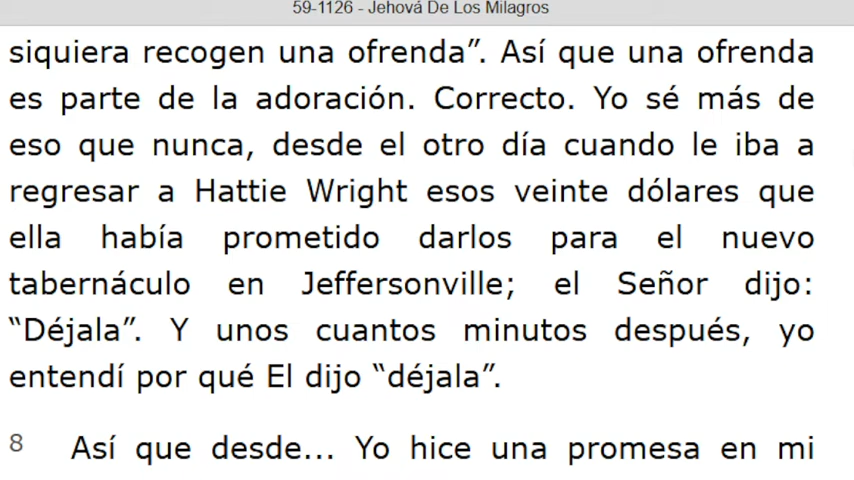 59-1126 - Jehová De Los Milagros
siquiera recogen una ofrenda”. Así que una ofrenda
es parte de la adoración. Correcto. Yo sé más de
eso que nunca, desde el otro día cuando le iba a
regresar a Hattie Wright esos veinte dólares que
ella había prometido darlos para el nuevo
tabernáculo en Jeffersonville; el Señor dijo:
“Déjala”. Y unos cuantos minutos después, yo
entendí por qué El dijo “déjala”.
8 Así que desde... Yo hice una promesa en mi